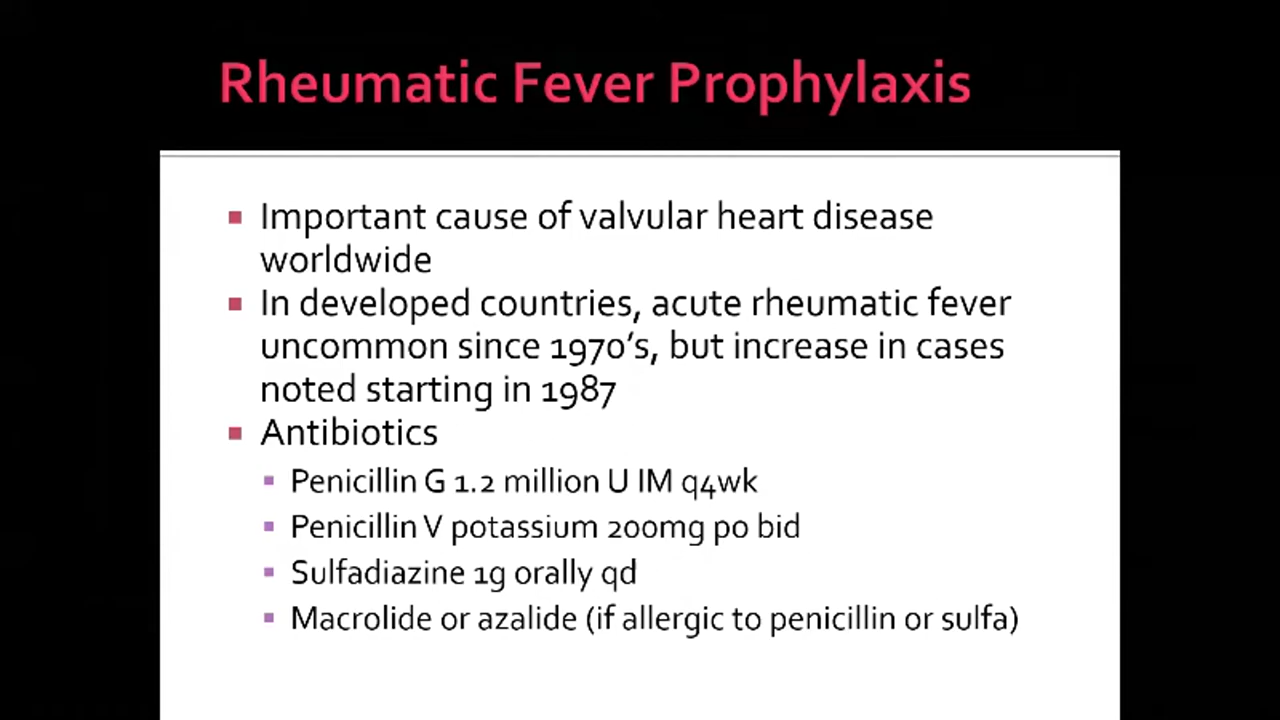 Rheumatic Fever Prophylaxis
Important cause of valvular heart disease
worldwide
In developed countries, acute rheumatic fever
uncommon since 1970's, but increase in cases
noted starting in 1987
Antibiotics
Penicillin G 1.2 million U IM q4wk
Penicillin V potassium 200mg po bid
Sulfadiazine 1g orally qd
Macrolide or azalide (if allergic to penicillin or sulfa)